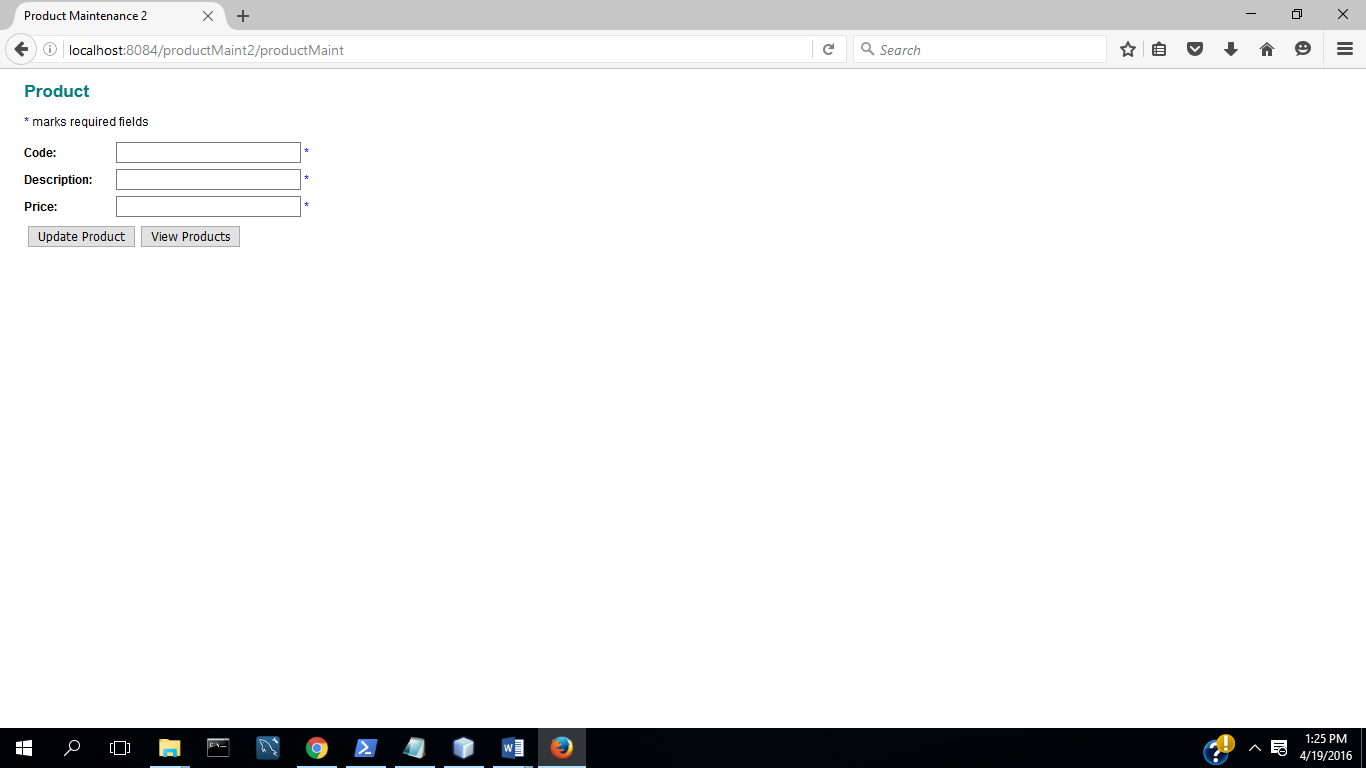 Product Maintenance 2
localhost:8084/productMaint2/productMaint
Search
Product
* marks required fields
Code: *
Description: *
Price: *
Update Product View Products
1:25 PM
4/19/2016